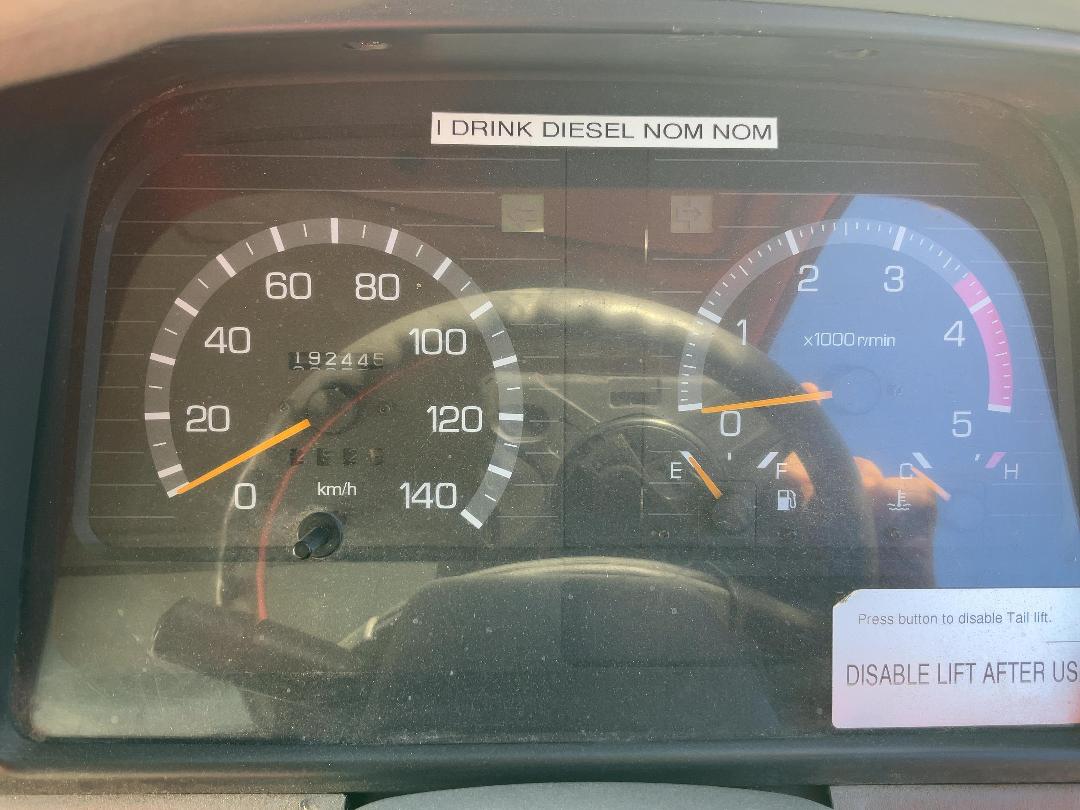 I DRINK DIESEL NOM NOM
60 80
2 3
40 100
1 4
x1000r/min
192445
20 120
0 5
E F C H
km/h
0 140
Press button to disable Tail lift.
DISABLE LIFT AFTER US